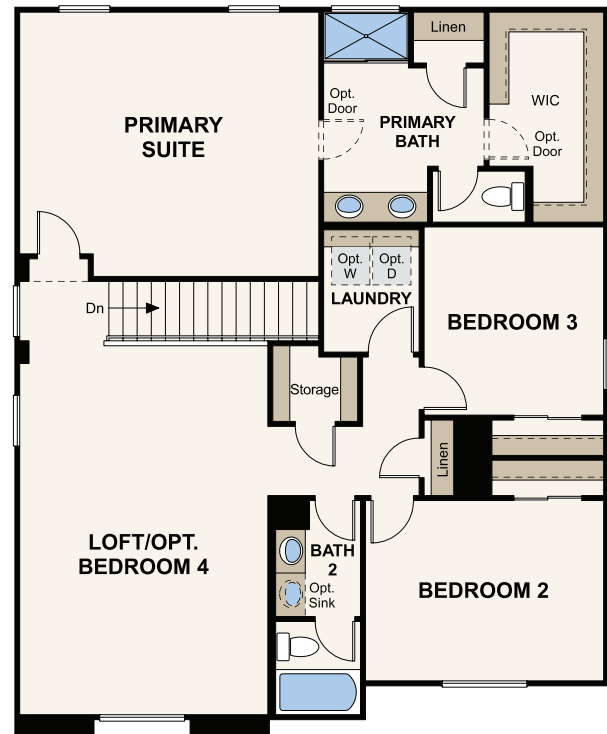 Linen
Opt.
Door
PRIMARY
BATH
WIC
Opt.
Door
PRIMARY
SUITE
Opt.
W
Opt.
D
LAUNDRY
Dn
BEDROOM 3
Storage
Linen
LOFT/OPT.
BEDROOM 4
BATH
2
Opt.
Sink
BEDROOM 2